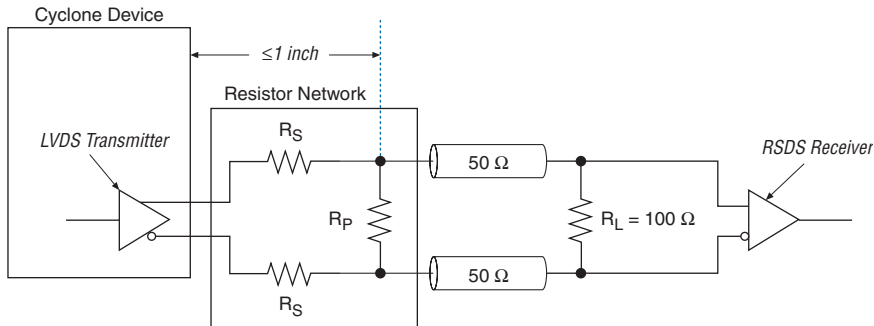 Cyclone Device
≤1 inch
Resistor Network
LVDS Transmitter
R_S
50 Ω
RSDS Receiver
R_P
R_L = 100 Ω
50 Ω
R_S